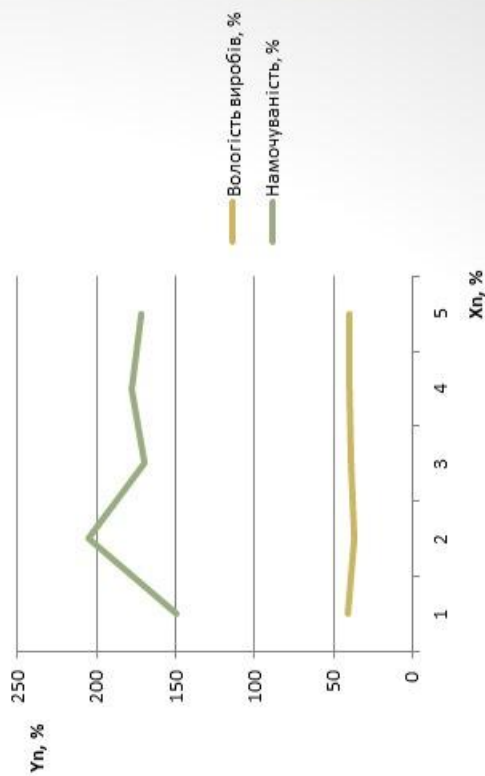 Yn, %
250
200
150
100
50
0
1 2 3 4 5
Xn, %
Вологість виробів, %
Намочуваність, %